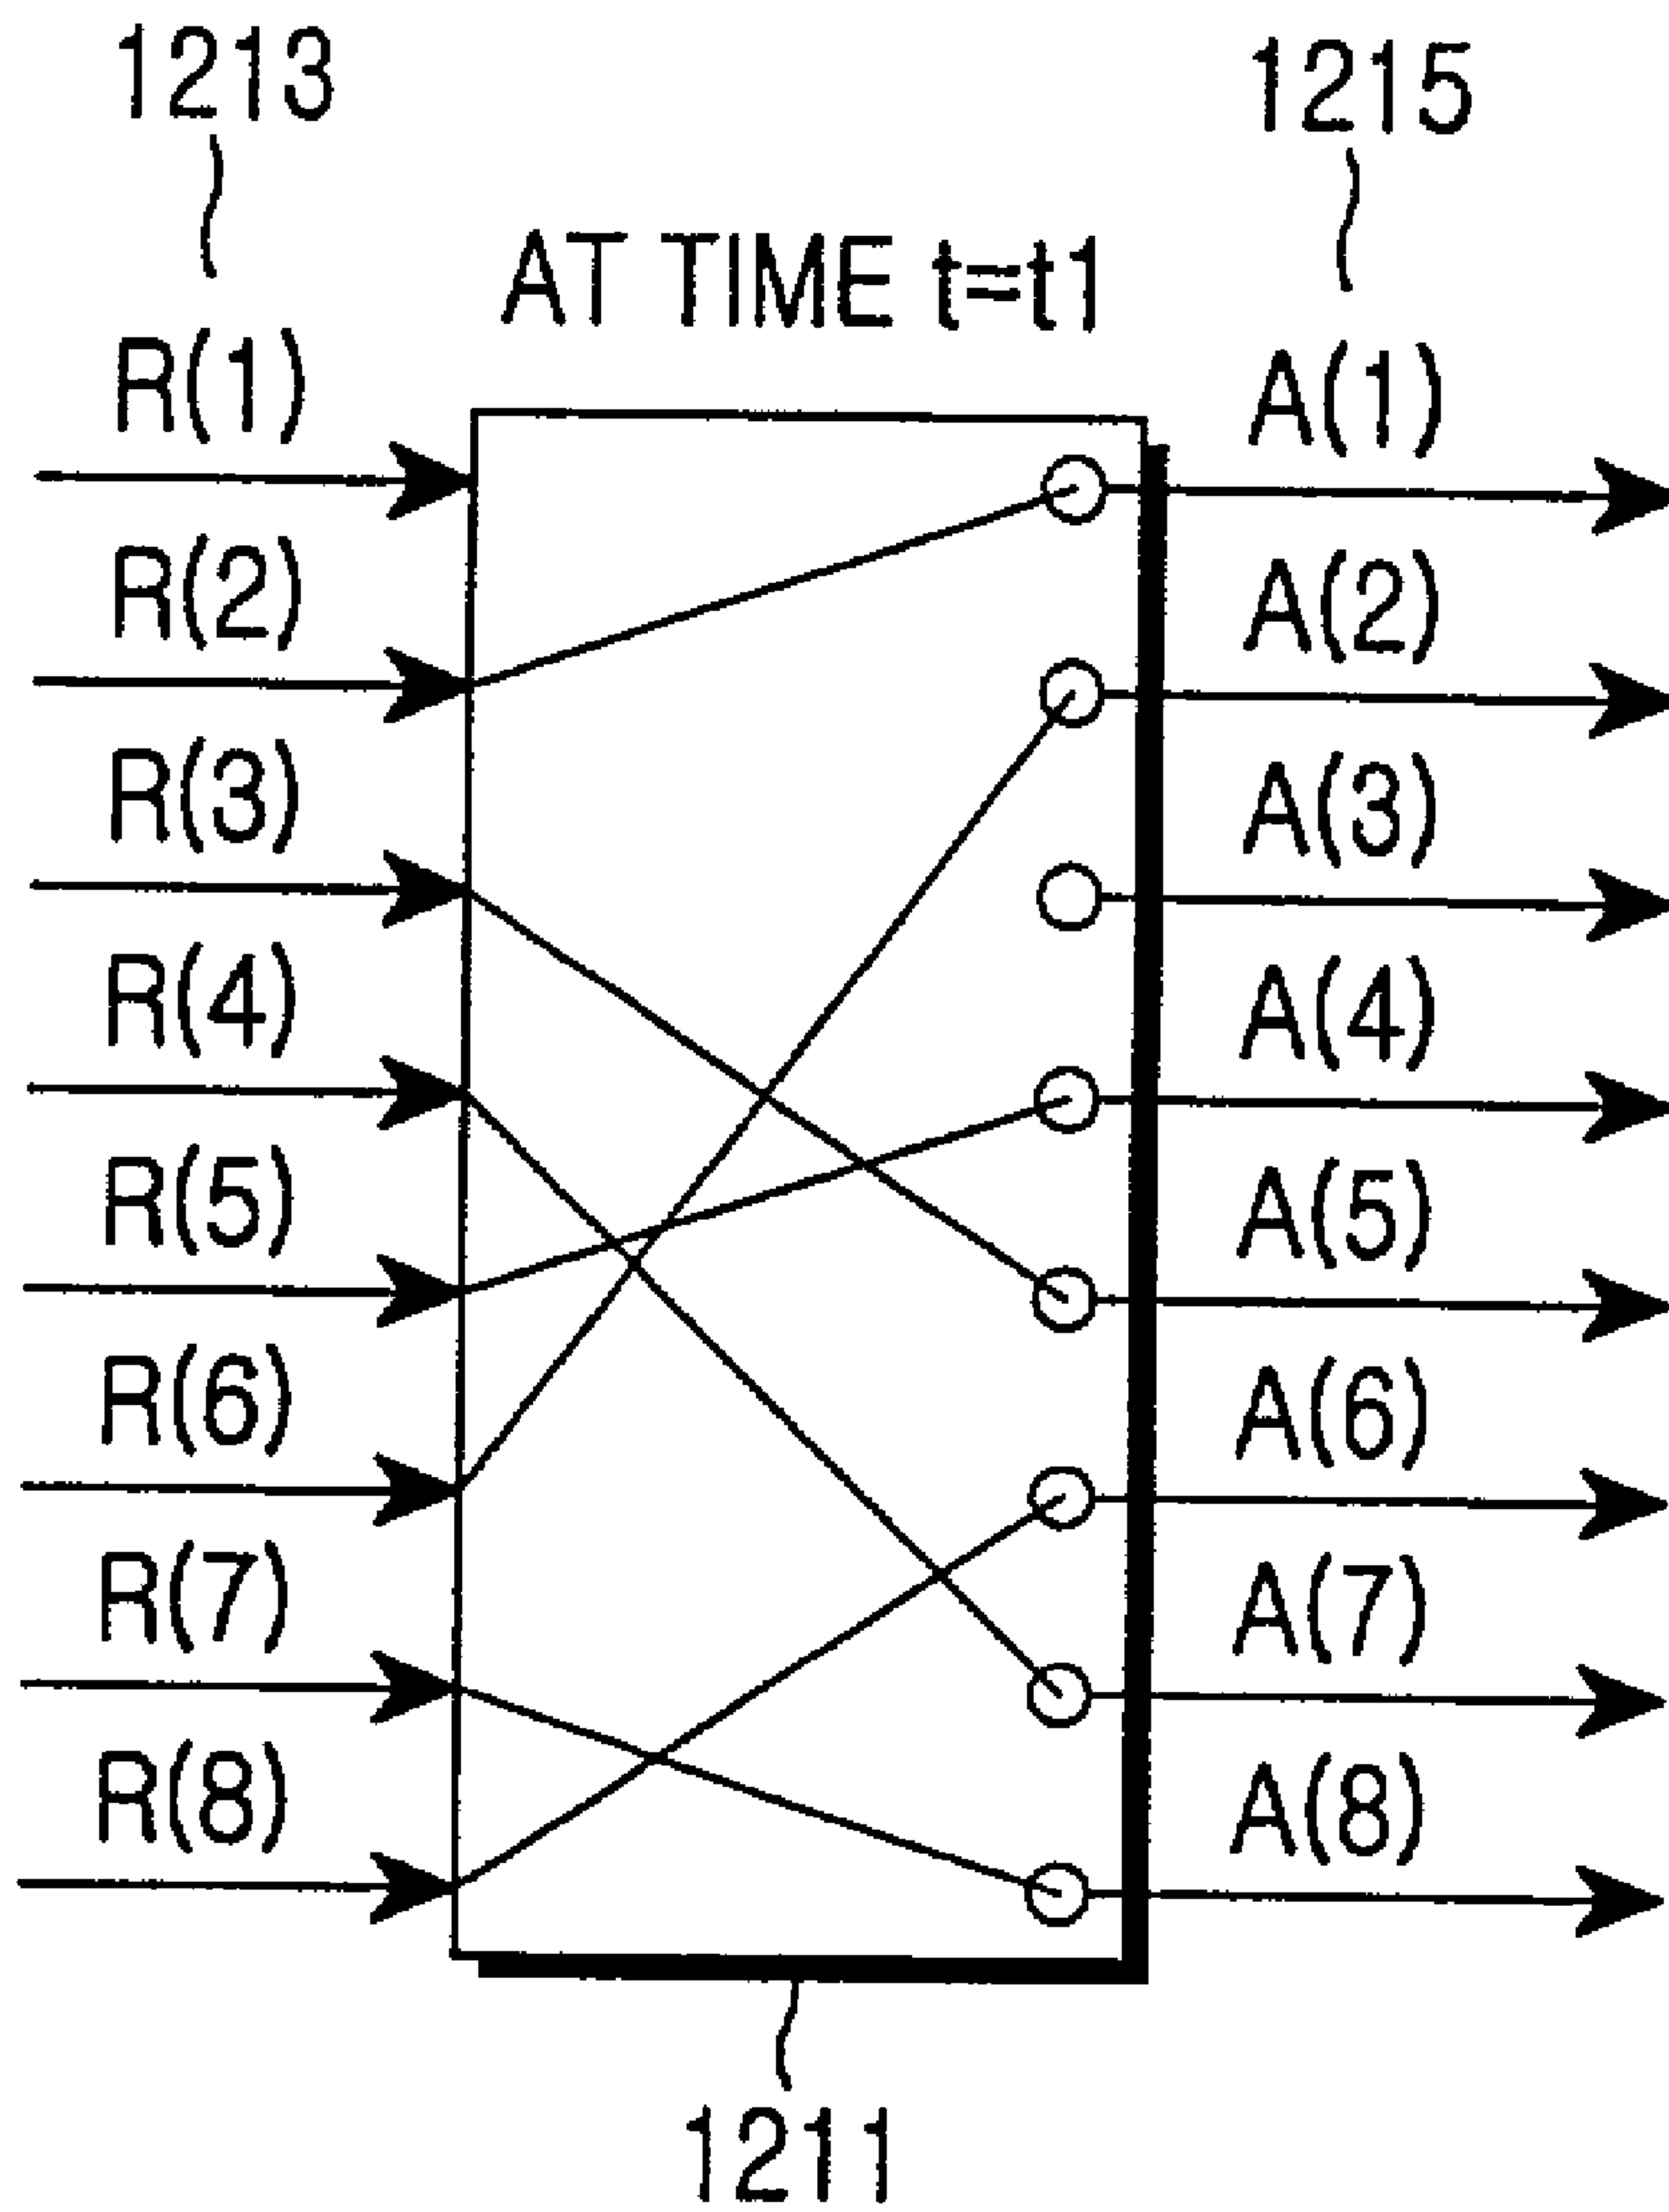 1213
1215
AT TIME t=t1
R(1)
A(1)
R(2)
A(2)
R(3)
A(3)
R(4)
A(4)
R(5)
A(5)
R(6)
A(6)
R(7)
A(7)
R(8)
A(8)
1211